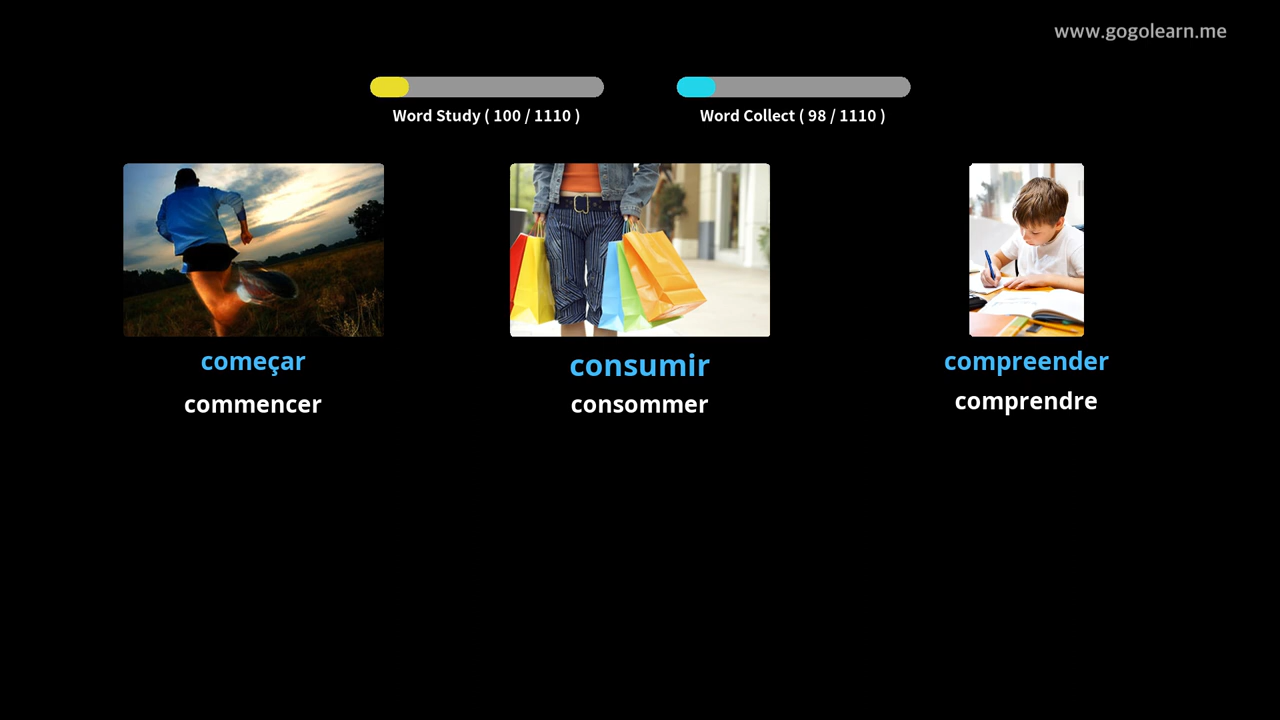 www.gogolearn.me
Word Study ( 100 / 1110 )
Word Collect ( 98 / 1110 )
começar
consumir
compreender
commencer
consommer
comprendre